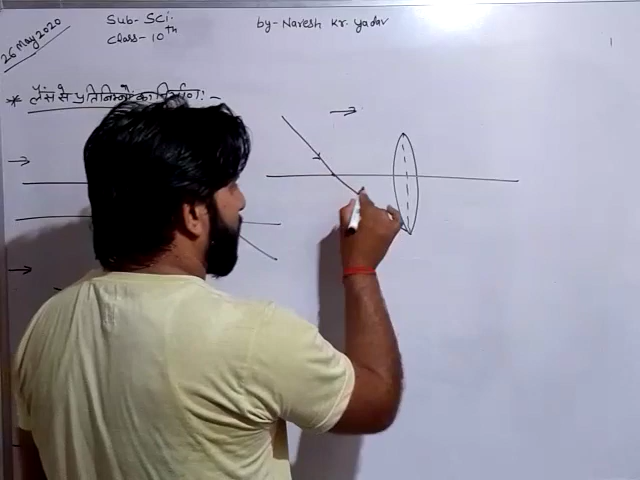 26 May 2020
Sub- Sci.
Class- 10th
by- Naresh Kr. Yadav
* लेंस से प्रतिबिम्बों का निर्माण: -